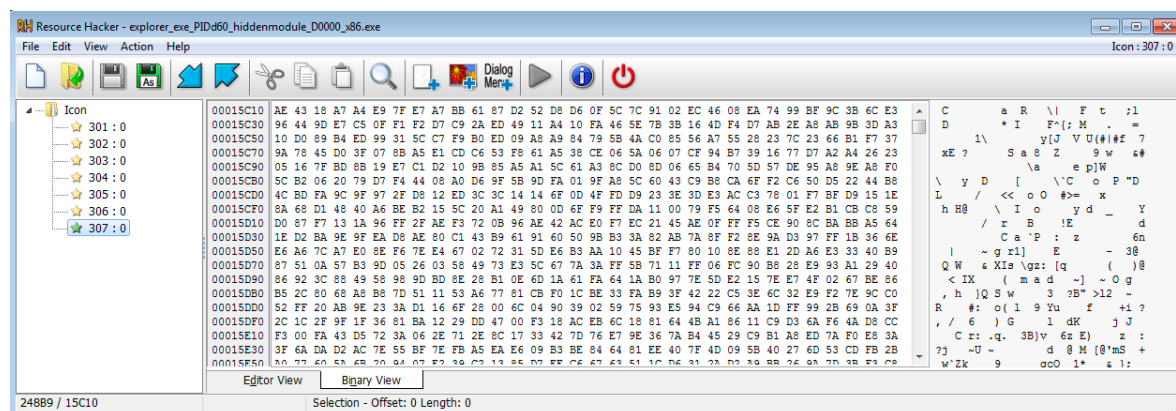 Resource Hacker - explorer_exe_PIDd60_hiddenmodule_D0000_x86.exe
File Edit View Action Help
Icon : 307 : 0
As
Dialog
Menu
Icon
301 : 0
302 : 0
303 : 0
304 : 0
305 : 0
306 : 0
307 : 0
00015C10 AE 43 18 A7 A4 E9 7F E7 A7 BB 61 87 D2 52 D8 D6 0F 5C 7C 91 02 EC 46 08 EA 74 99 BF 9C 3B 6C E3
00015C30 96 44 9D E7 C5 0F F1 F2 D7 C9 2A ED 49 11 A4 10 FA 46 5E 7B 3B 16 4D F4 D7 AB 2E A8 AB 9B 3D A3
00015C50 10 D0 89 B4 ED 99 31 5C C7 F9 B0 ED 09 A8 A9 84 79 5B 4A C0 85 56 A7 55 28 23 7C 23 66 B1 F7 37
00015C70 9A 78 45 D0 3F 07 8B A5 E1 CD C6 53 F8 61 A5 38 CE 06 5A 06 07 CF 94 B7 39 16 77 D7 A2 A4 26 23
00015C90 05 16 7F BD 8B 19 E7 C1 D2 10 9B 85 A5 A1 5C 61 A3 8C D0 8D 06 65 B4 70 5D 57 DE 95 A8 9E A8 F0
00015CB0 5C B2 06 20 79 D7 F4 44 08 A0 D6 9F 5B 9D FA 01 9F A8 5C 60 43 C9 B8 CA 6F F2 C6 50 D5 22 44 B8
00015CD0 4C BD FA 9C 9F 97 2F D8 12 ED 3C 3C 14 14 6F 0D 4F FD D9 23 3E 3D E3 AC C3 78 01 F7 BF D9 15 1E
00015CF0 8A 68 D1 48 40 A6 BE B2 15 5C 20 A1 49 80 0D 6F F9 FF DA 11 00 79 F5 64 08 E6 5F E2 B1 CB C8 59
00015D10 D0 87 F7 13 1A 96 FF 2F AE F3 72 0B 96 AE 42 AC E0 F7 EC 21 45 AE 0F FF F5 CE 90 8C BA BB A5 64
00015D30 1E D2 BA 9E 9F EA D8 AE 80 C1 43 B9 61 91 60 50 9B B3 3A 82 AB 7A 8F F2 8E 9A D3 97 FF 1B 36 6E
00015D50 E6 A6 7C A7 E0 8E F6 7E E4 67 02 72 31 5D E6 B3 AA 10 45 BF F7 80 10 8E 88 E1 2D A6 E3 33 40 B9
00015D70 87 51 0A 57 B3 9D 05 26 03 58 49 73 E3 5C 67 7A 3A FF 5B 71 11 FF 06 FC 90 B8 28 E9 93 A1 29 40
00015D90 86 92 3C 88 49 58 98 9D BD 8E 28 B1 0E 6D 1A 61 FA 64 1A B0 97 7E 5D E2 15 7E E7 4F 02 67 BE 86
00015DB0 B5 2C 80 68 A8 B8 7D 51 11 53 A6 77 81 CB F0 1C BE 33 FA B9 3F 42 22 C5 3E 6C 32 E9 F2 7E 9C C0
00015DD0 52 FF 20 AB 9E 23 3A D1 16 6F 28 00 6C 04 90 39 02 59 75 93 E5 94 C9 66 AA 1D FF 99 2B 69 0A 3F
00015DF0 2C 1C 2F 9F 1F 36 81 BA 12 29 DD 47 00 F3 18 AC EB 6C 18 81 64 4B A1 86 11 C9 D3 6A F6 4A D8 CC
00015E10 F3 00 FA 43 D5 72 3A 06 2E 71 2E 8C 17 33 42 7D 76 E7 9E 36 7A B4 45 29 C9 B1 A8 ED 7A F0 E8 3A
00015E30 3F 6A DA D2 AC 7E 55 BF 7E FB A5 EA E6 09 B3 BE 84 64 81 EE 40 7F 4D 09 5B 40 27 6D 53 CD FB 2B
Editor View Binary View
248B9 / 15C10
Selection - Offset: 0 Length: 0